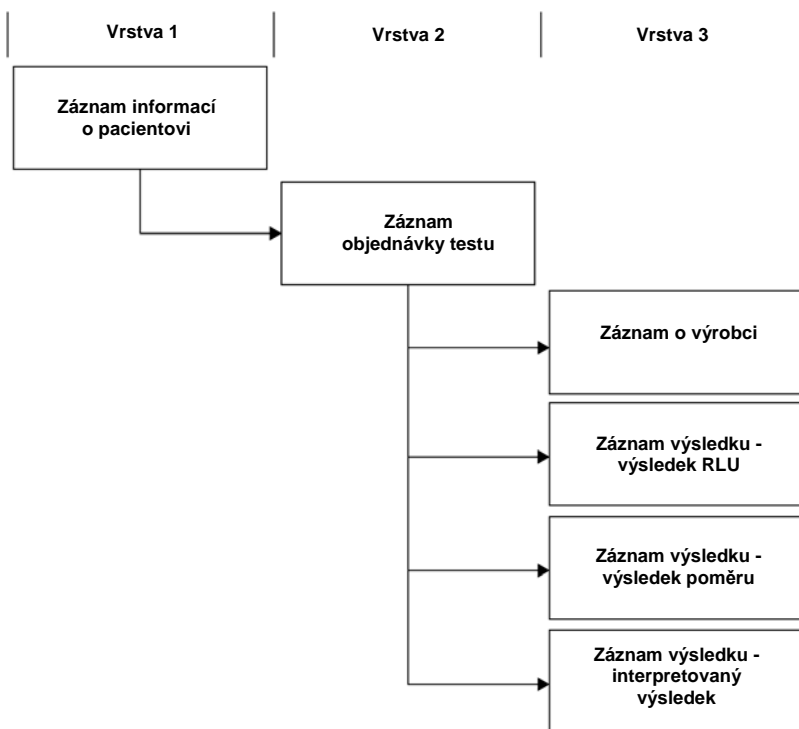 Vrstva 1
Vrstva 2
Vrstva 3
Záznam informací
o pacientovi
Záznam
objednávky testu
Záznam o výrobci
Záznam výsledku -
výsledek RLU
Záznam výsledku -
výsledek poměru
Záznam výsledku -
interpretovaný
výsledek